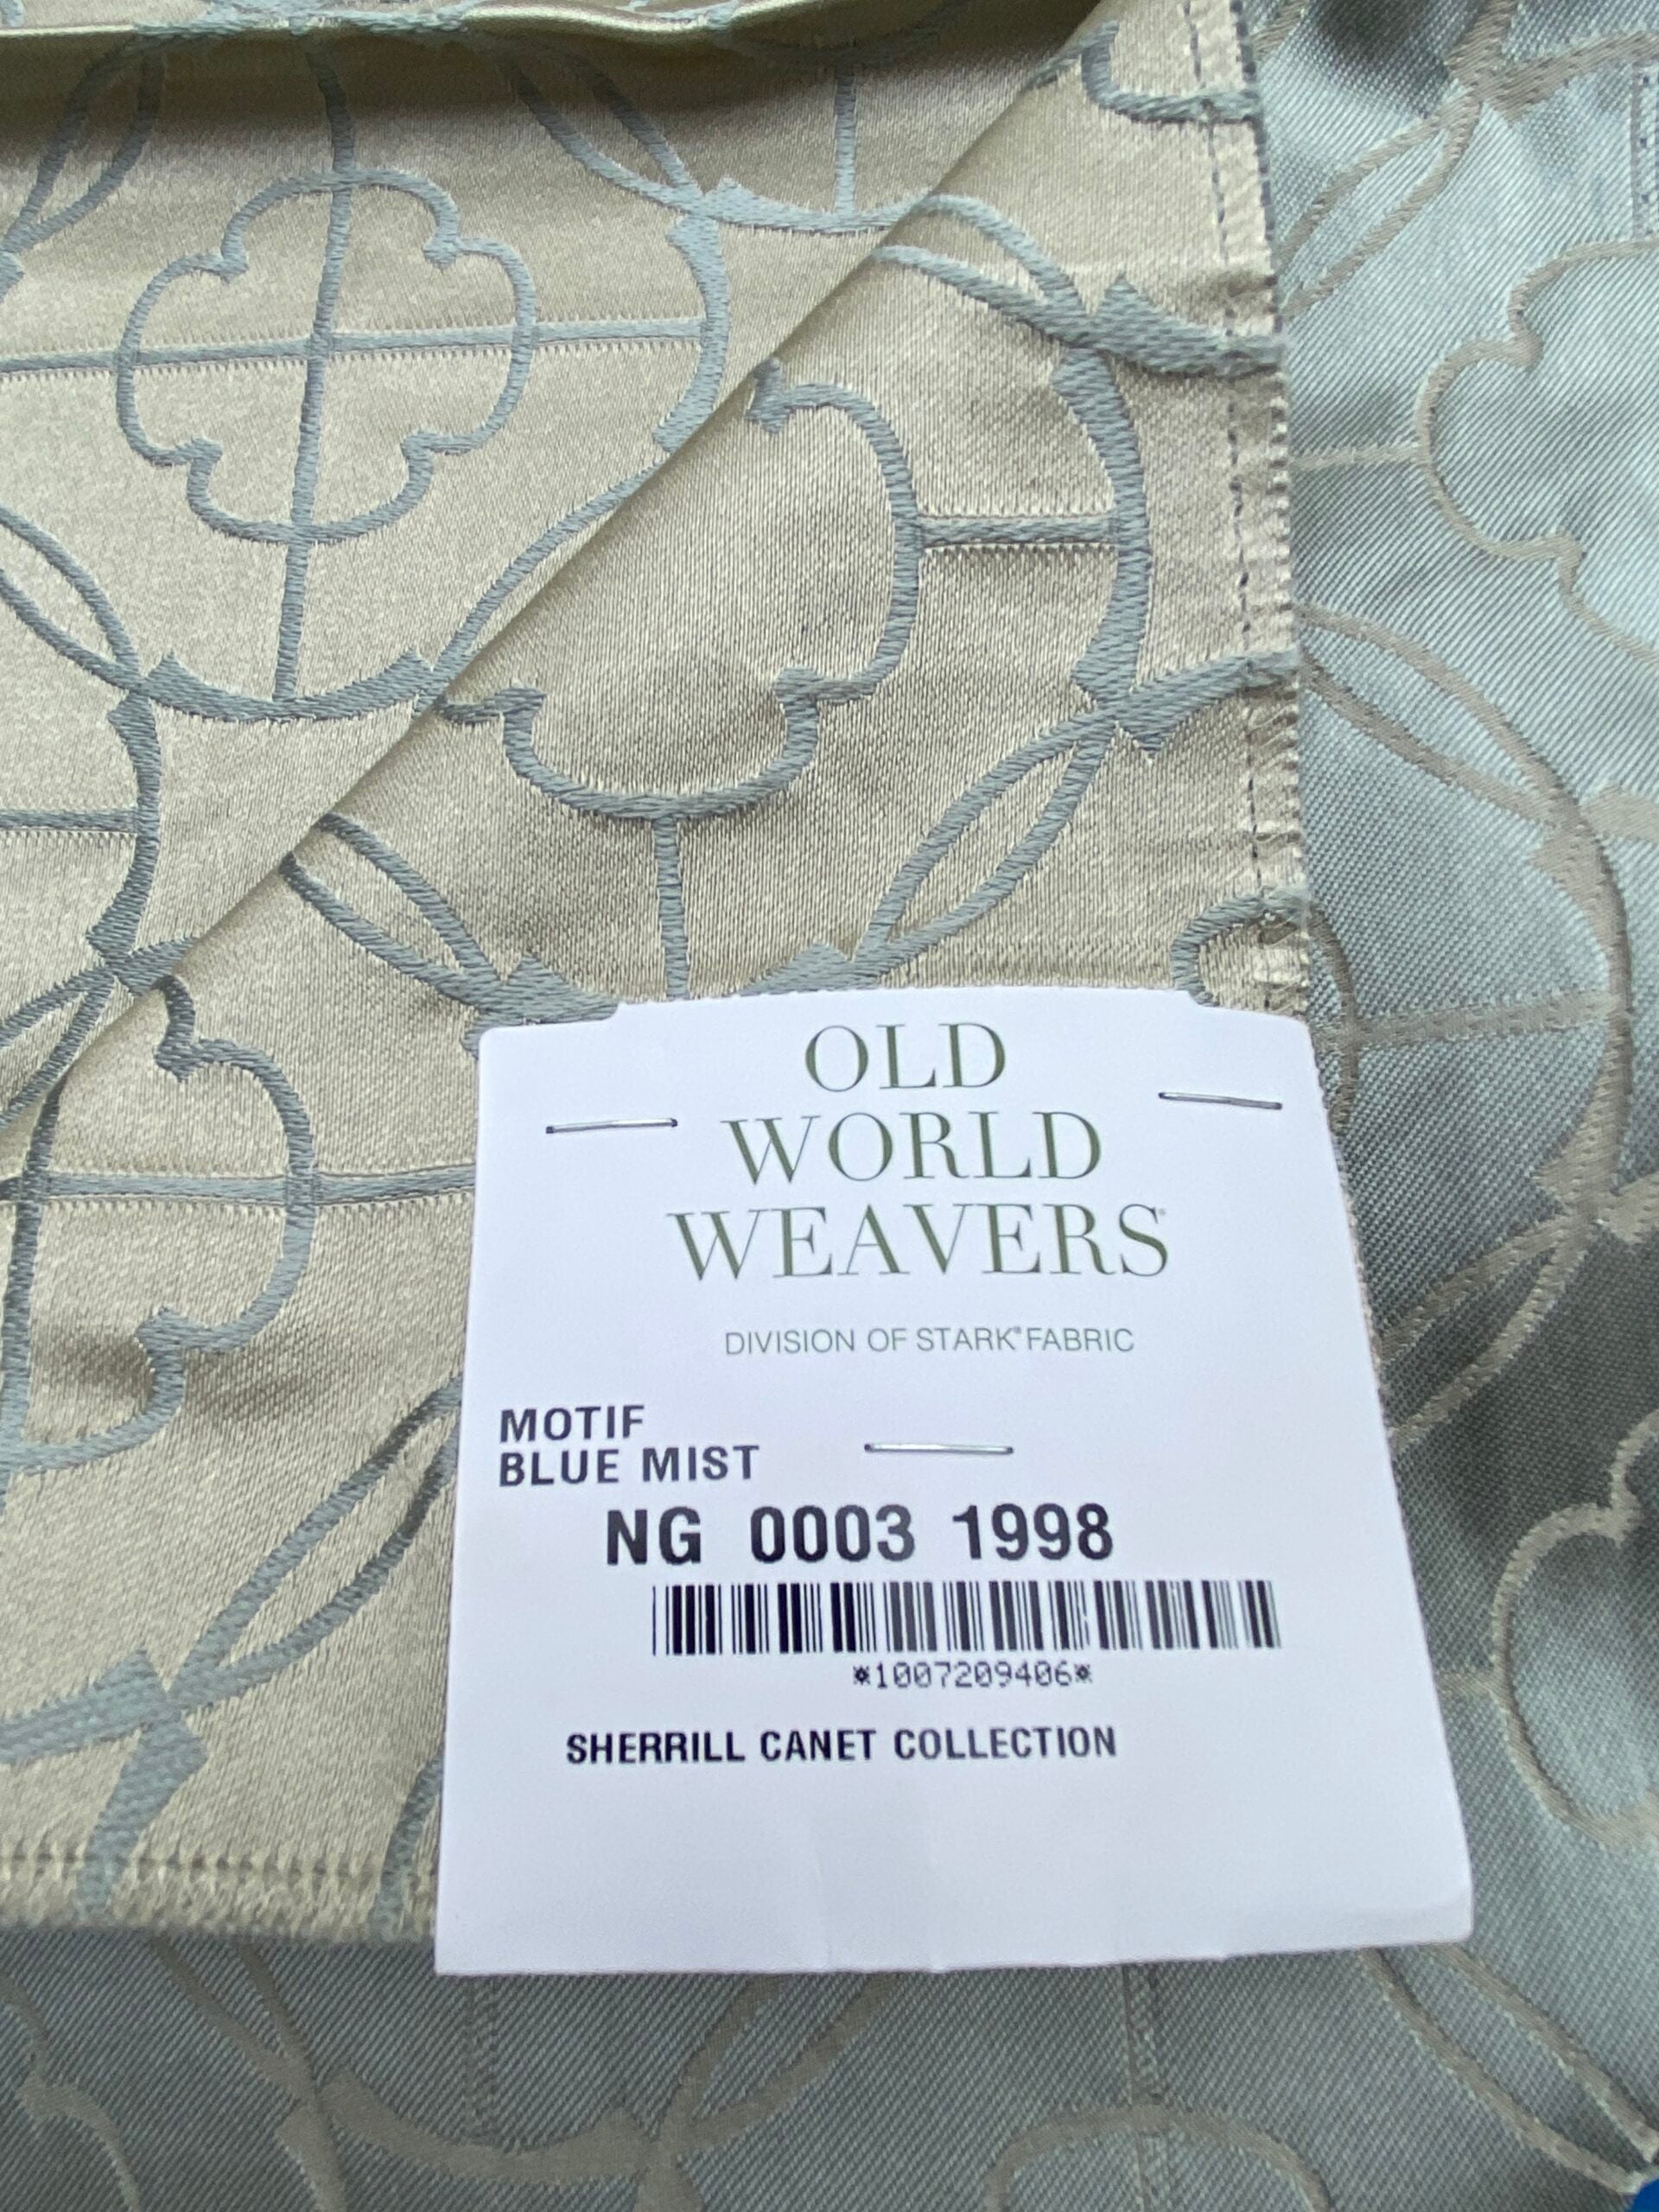 OLD
WORLD
WEAVERS®
DIVISION OF STARK® FABRIC
MOTIF
BLUE MIST
NG 0003 1998
*1007209406*
SHERRILL CANET COLLECTION